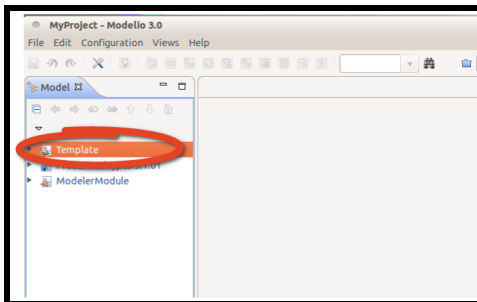 MyProject - Modelio 3.0
File Edit Configuration Views Help
Model
Template
ModelerModule